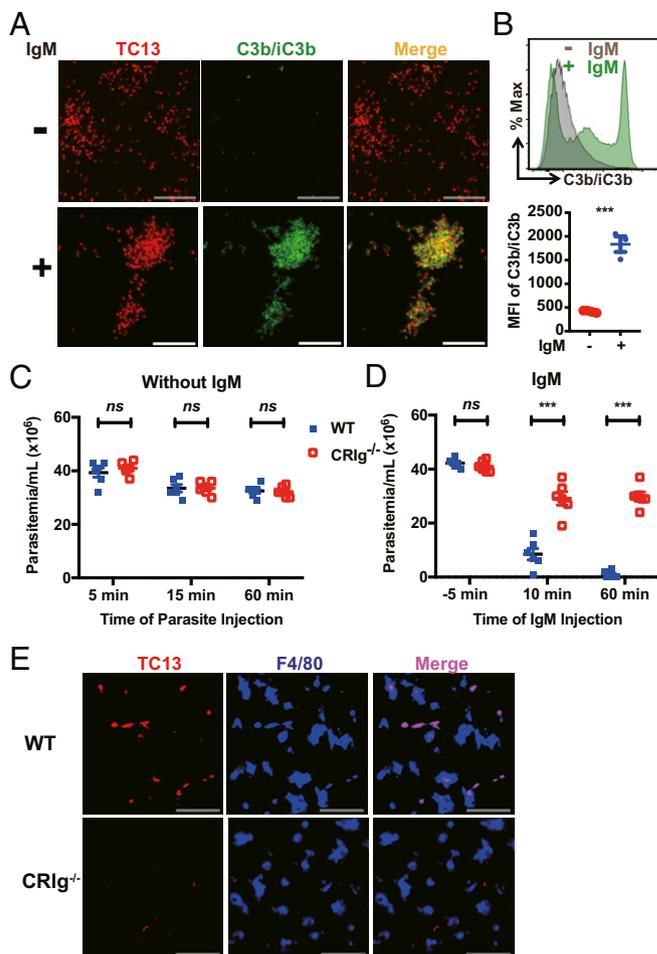 A
IgM TC13 C3b/iC3b Merge
-
+
B
- IgM
+ IgM
% Max
C3b/iC3b
***
MFI of C3b/iC3b
2500
2000
1500
1000
500
0
IgM - +
C
Without IgM
ns ns ns
WT
CRIg-/-
Parasitemia/mL (x10⁶)
60
40
20
0
5 min 15 min 60 min
Time of Parasite Injection
D
IgM
ns *** ***
Parasitemia/mL (x10⁶)
60
40
20
0
-5 min 10 min 60 min
Time of IgM Injection
E
TC13 F4/80 Merge
WT
CRIg-/-